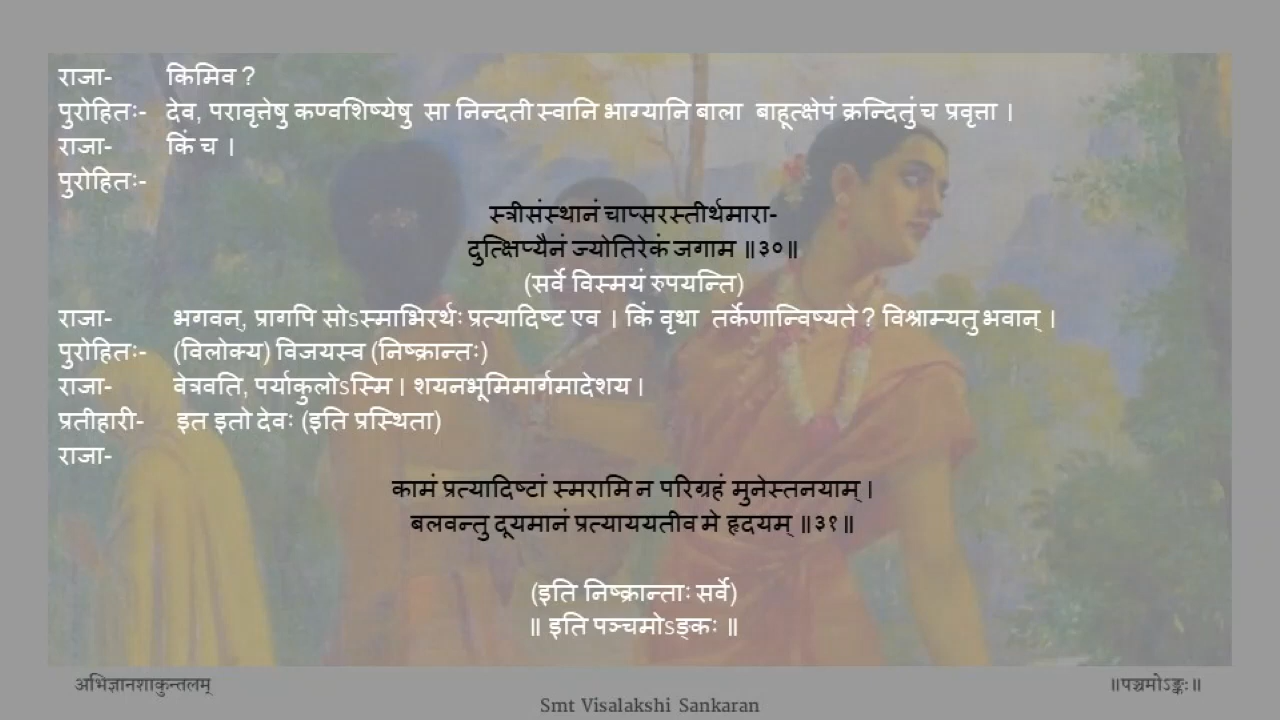 राजा- किमिव ?
पुरोहितः- देव, परावृत्तेषु कण्वशिष्येषु सा निन्दती स्वानि भाग्यानि बाला बाहूत्क्षेपं क्रन्दितुं च प्रवृत्ता ।
राजा- किं च ।
पुरोहितः-
स्त्रीसंस्थानं चाप्सरस्तीर्थमारा-
दुत्क्षिप्यैनं ज्योतिरेकं जगाम ॥३०॥
(सर्वे विस्मयं रुपयन्ति)
राजा- भगवन्, प्रागपि सोsस्माभिरर्थः प्रत्यादिष्ट एव । किं वृथा तर्केणान्विष्यते ? विश्राम्यतु भवान् ।
पुरोहितः- (विलोक्य) विजयस्व (निष्क्रान्तः)
राजा- वेत्रवति, पर्याकुलोsस्मि । शयनभूमिमार्गमादेशय ।
प्रतीहारी- इत इतो देवः (इति प्रस्थिता)
राजा-
कामं प्रत्यादिष्टां स्मरामि न परिग्रहं मुनेस्तनयाम् ।
बलवन्तु दूयमानं प्रत्याययतीव मे हृदयम् ॥३१॥
(इति निष्क्रान्ताः सर्वे)
॥ इति पञ्चमोsङ्कः ॥
अभिज्ञानशाकुन्तलम्
॥पञ्चमोऽङ्कः॥
Smt Visalakshi Sankaran